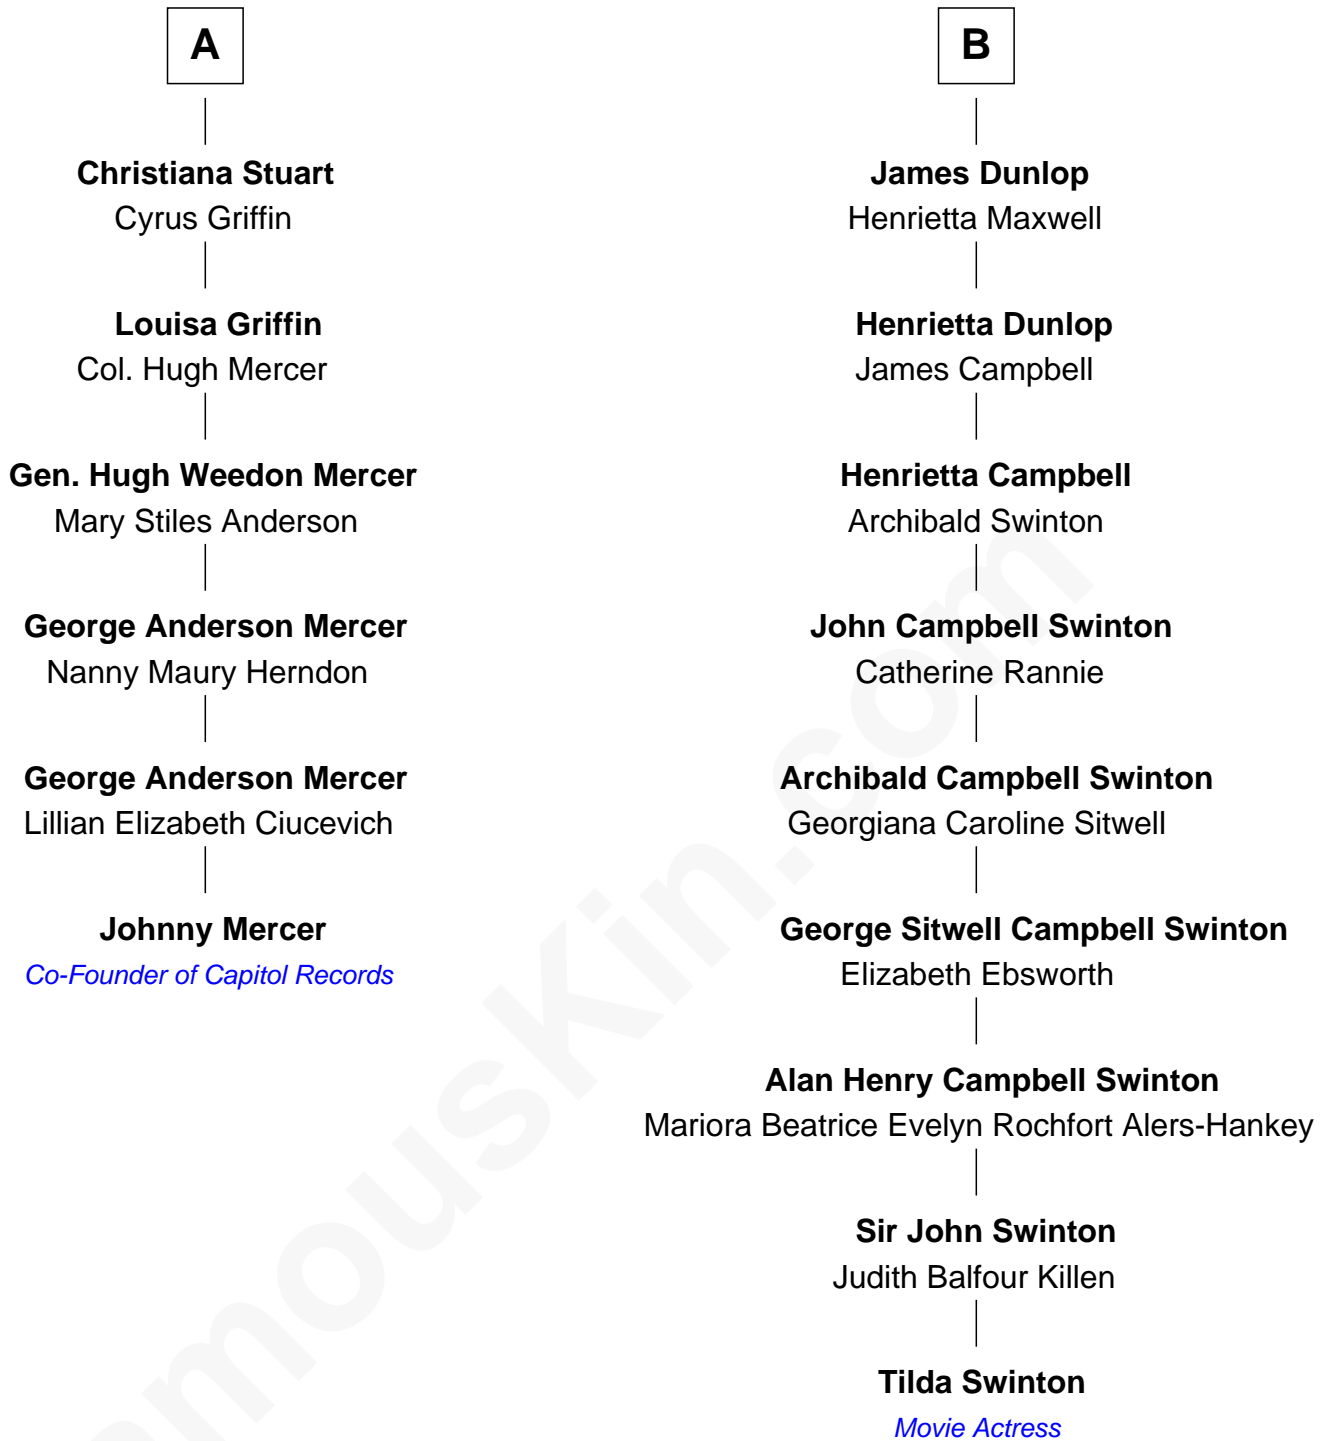 A
Christiana Stuart
Cyrus Griffin
Louisa Griffin
Col. Hugh Mercer
Gen. Hugh Weedon Mercer
Mary Stiles Anderson
George Anderson Mercer
Nanny Maury Herndon
George Anderson Mercer
Lillian Elizabeth Ciucevich
Johnny Mercer
Co-Founder of Capitol Records
B
James Dunlop
Henrietta Maxwell
Henrietta Dunlop
James Campbell
Henrietta Campbell
Archibald Swinton
John Campbell Swinton
Catherine Rannie
Archibald Campbell Swinton
Georgiana Caroline Sitwell
George Sitwell Campbell Swinton
Elizabeth Ebsworth
Alan Henry Campbell Swinton
Mariora Beatrice Evelyn Rochfort Alers-Hankey
Sir John Swinton
Judith Balfour Killen
Tilda Swinton
Movie Actress
amousKin.com